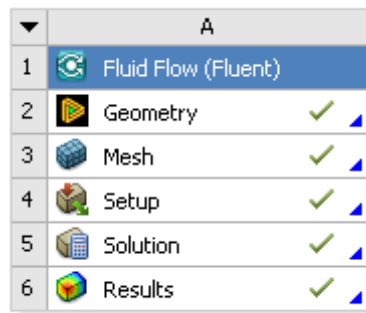 A
1 Fluid Flow (Fluent)
2 Geometry
3 Mesh
4 Setup
5 Solution
6 Results